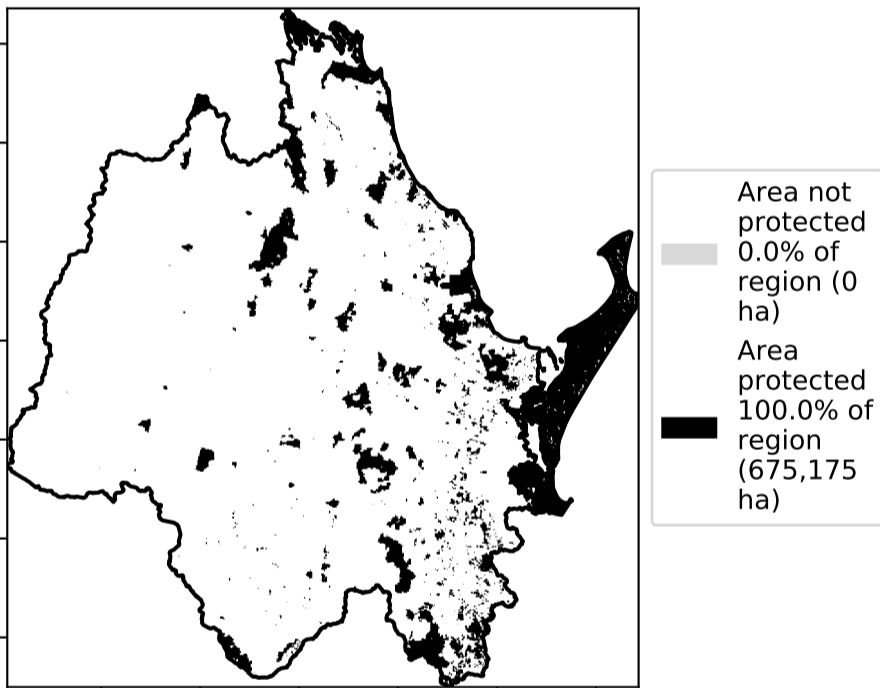 Area not
protected
0.0% of
region (0
ha)
Area
protected
100.0% of
region
(675,175
ha)